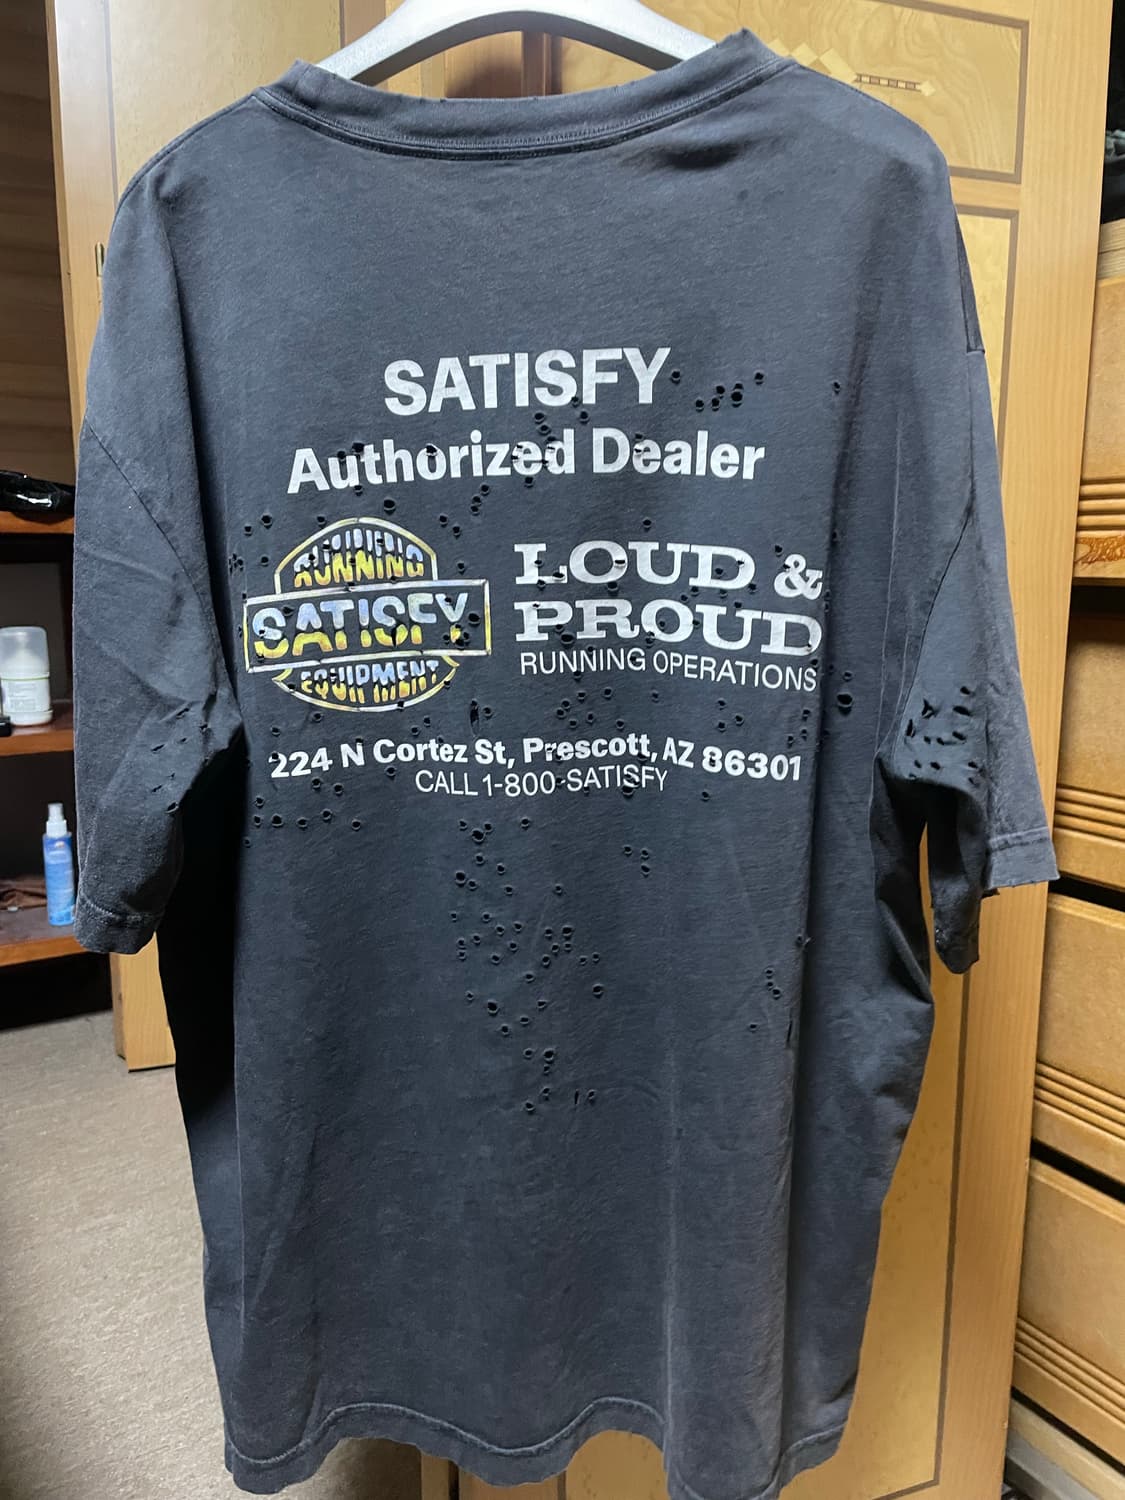 SATISFY
Authorized Dealer
RUNNING
SATISFY
EQUIPMENT
LOUD &
PROUD
RUNNING OPERATIONS
224 N Cortez St, Prescott, AZ 86301
CALL 1-800-SATISFY